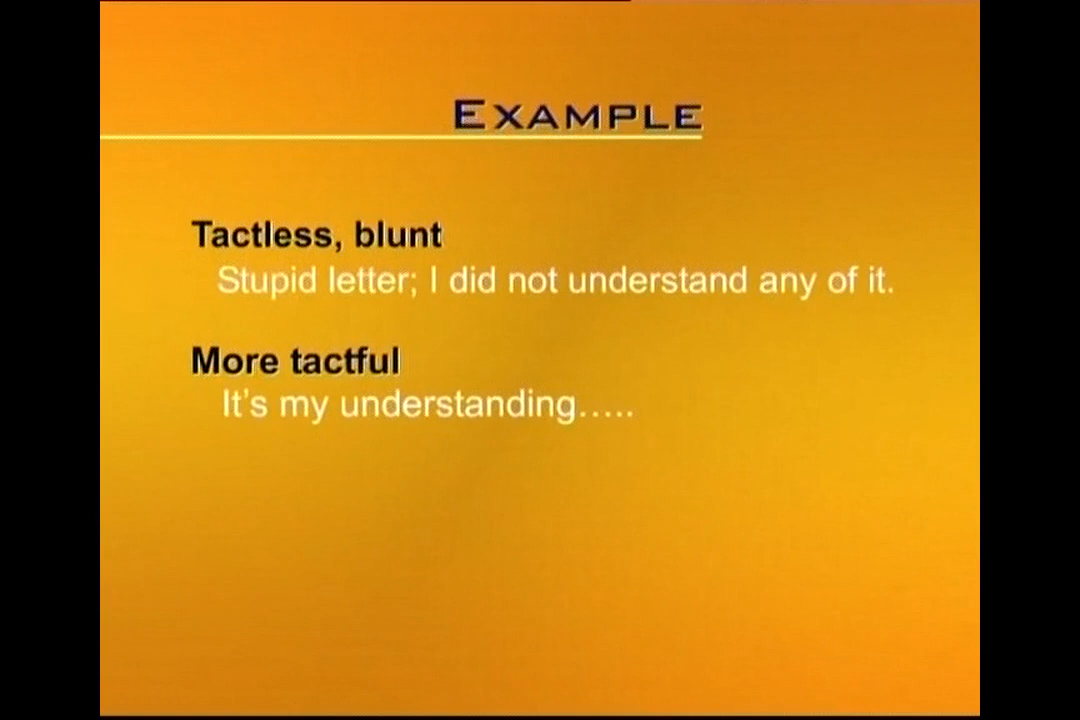 EXAMPLE
Tactless, blunt
Stupid letter; I did not understand any of it.
More tactful
It’s my understanding…..